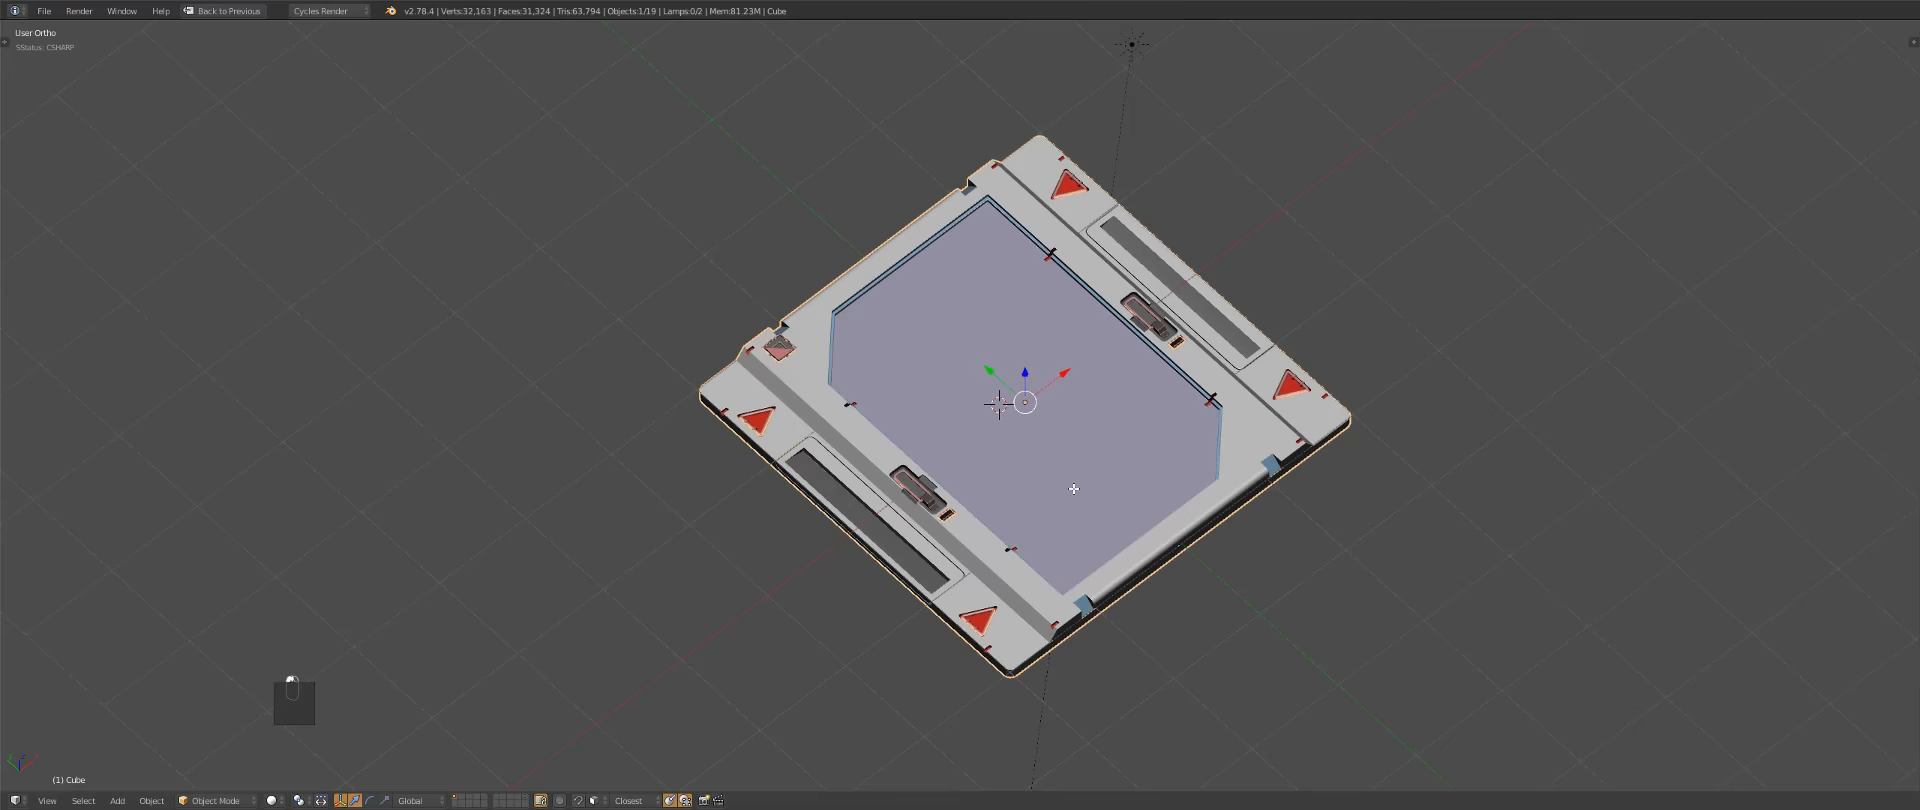 File Render Window Help Back to Previous Cycles Render v2.78.4 | Verts:32,163 | Faces:31,324 | Tris:63,794 | Objects:1/19 | Lamps:0/2 | Mem:81.23M | Cube
User Ortho
SStatus: CSHARP
(1) Cube
View Select Add Object Object Mode Global Closest